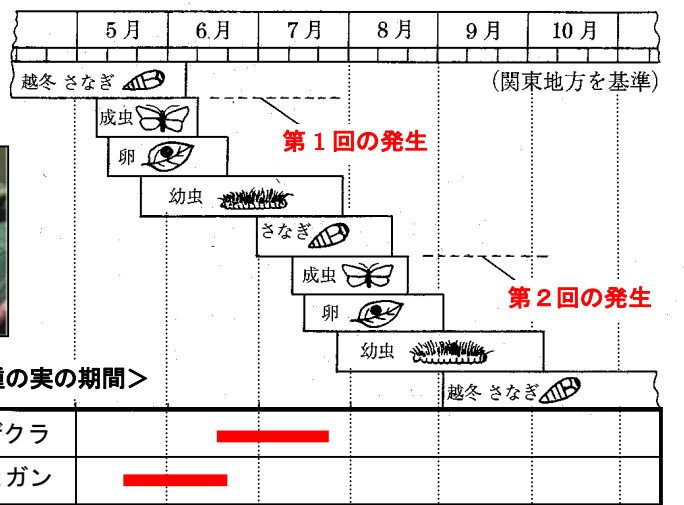 5月 6月 7月 8月 9月 10月
越冬 さなぎ
(関東地方を基準)
成虫
第1回の発生
卵
幼虫
さなぎ
成虫
第2回の発生
卵
幼虫
の実の期間＞
越冬 さなぎ
クラ
ガン